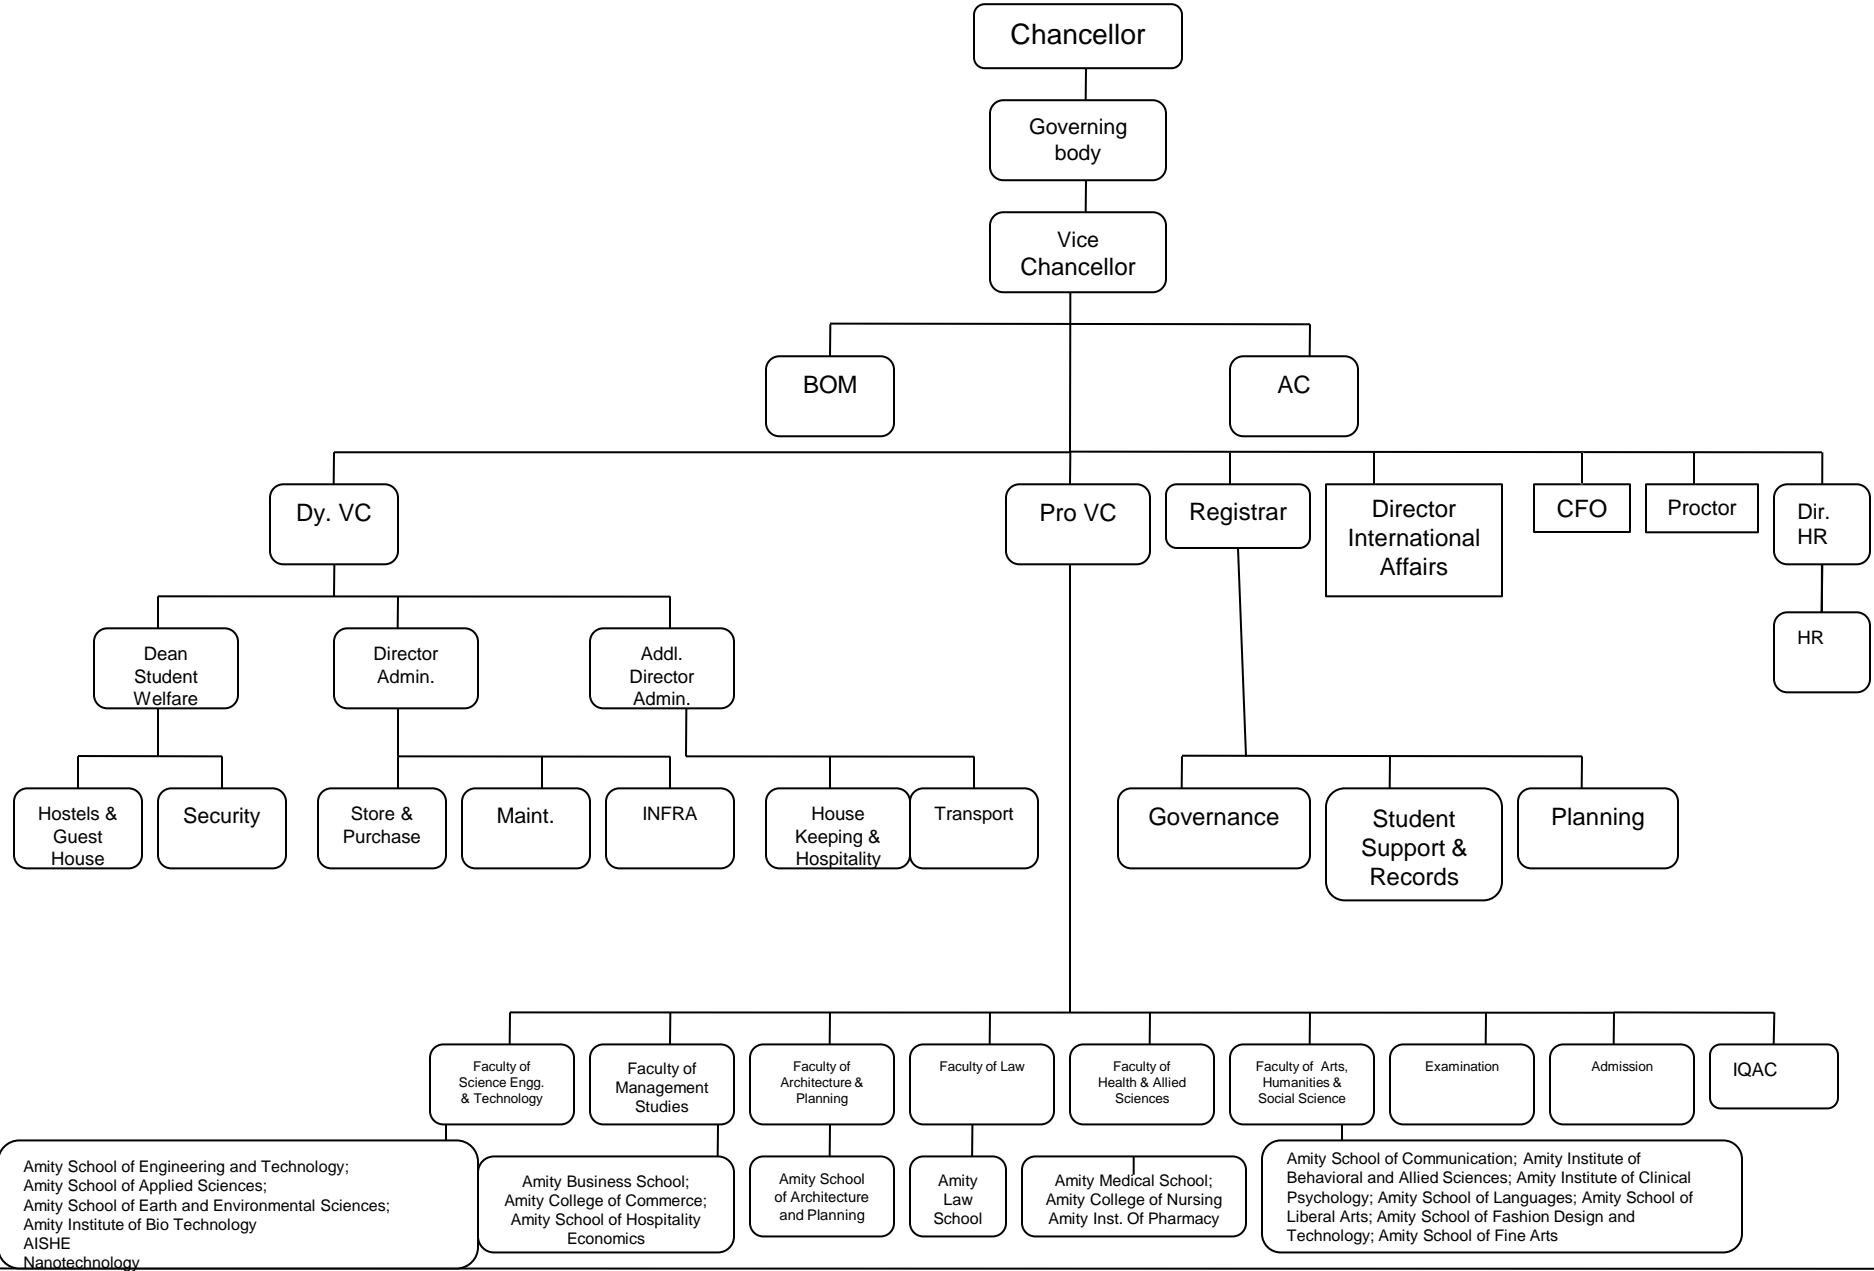 Chancellor
Governing
body
Vice
Chancellor
BOM
AC
Dy. VC
Pro VC
Registrar
Director
International
Affairs
CFO
Proctor
Dir.
HR
HR
Dean
Student
Welfare
Director
Admin.
Addl.
Director
Admin.
Hostels &
Guest
House
Security
Store &
Purchase
Maint.
INFRA
House
Keeping &
Hospitality
Transport
Governance
Student
Support &
Records
Planning
Faculty of
Science Engg.
& Technology
Faculty of
Management
Studies
Faculty of
Architecture &
Planning
Faculty of Law
Faculty of
Health & Allied
Sciences
Faculty of Arts,
Humanities &
Social Science
Examination
Admission
IQAC
Amity School of Engineering and Technology;
Amity School of Applied Sciences;
Amity School of Earth and Environmental Sciences;
Amity Institute of Bio Technology
AISHE
Nanotechnology
Amity Business School;
Amity College of Commerce;
Amity School of Hospitality
Economics
Amity School
of Architecture
and Planning
Amity
Law
School
Amity Medical School;
Amity College of Nursing
Amity Inst. Of Pharmacy
Amity School of Communication; Amity Institute of
Behavioral and Allied Sciences; Amity Institute of Clinical
Psychology; Amity School of Languages; Amity School of
Liberal Arts; Amity School of Fashion Design and
Technology; Amity School of Fine Arts